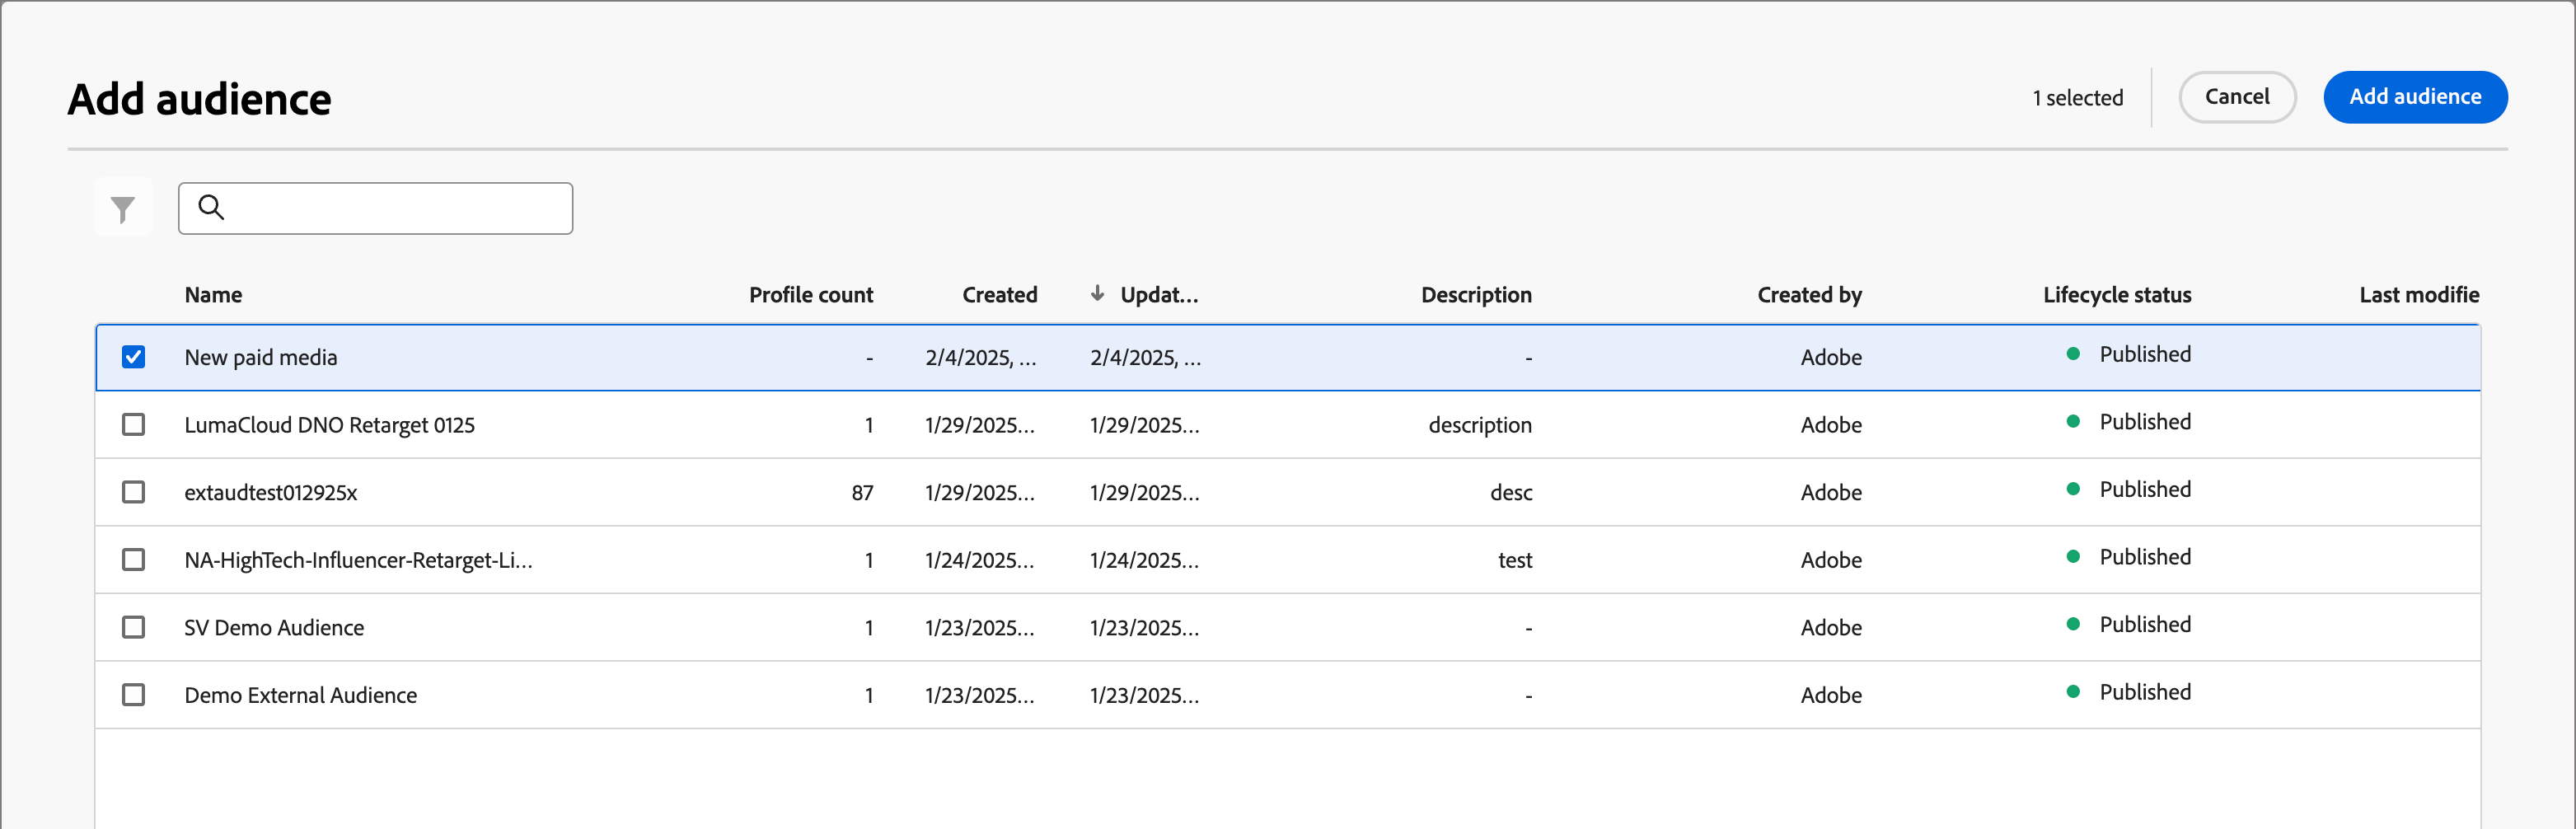 Add audience
1 selected
Cancel
Add audience
Name Profile count Created Updat... Description Created by Lifecycle status Last modifie
New paid media - 2/4/2025, ... 2/4/2025, ... - Adobe Published
LumaCloud DNO Retarget 0125 1 1/29/2025... 1/29/2025... description Adobe Published
extaudtest012925x 87 1/29/2025... 1/29/2025... desc Adobe Published
NA-HighTech-Influencer-Retarget-Li... 1 1/24/2025... 1/24/2025... test Adobe Published
SV Demo Audience 1 1/23/2025... 1/23/2025... - Adobe Published
Demo External Audience 1 1/23/2025... 1/23/2025... - Adobe Published